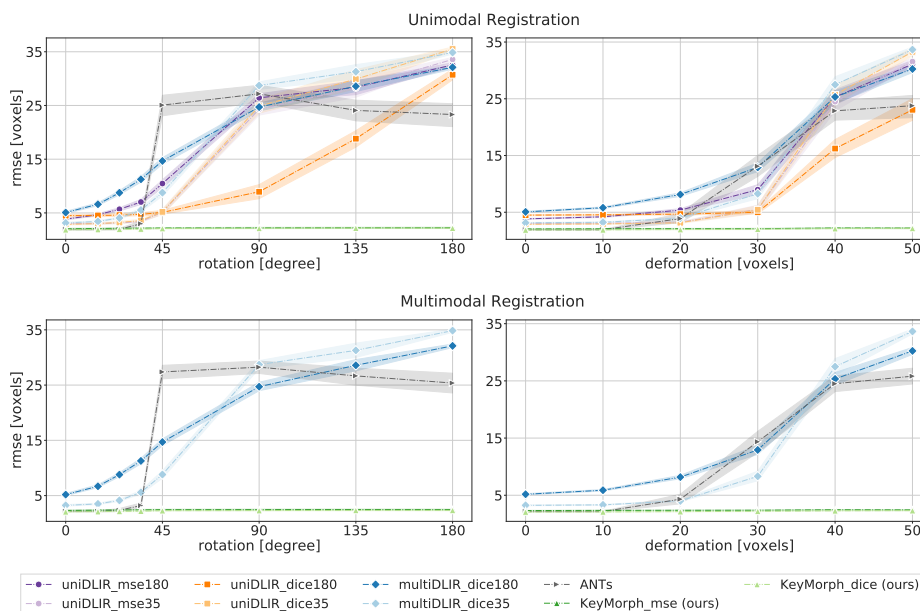 Unimodal Registration
35
25
15
5
rmse [voxels]
0 45 90 135 180
rotation [degree]
35
25
15
5
0 10 20 30 40 50
deformation [voxels]
Multimodal Registration
35
25
15
5
rmse [voxels]
0 45 90 135 180
rotation [degree]
35
25
15
5
0 10 20 30 40 50
deformation [voxels]
uniDLIR_mse180 uniDLIR_dice180 multiDLIR_dice180 ANTs KeyMorph_dice (ours)
uniDLIR_mse35 uniDLIR_dice35 multiDLIR_dice35 KeyMorph_mse (ours)